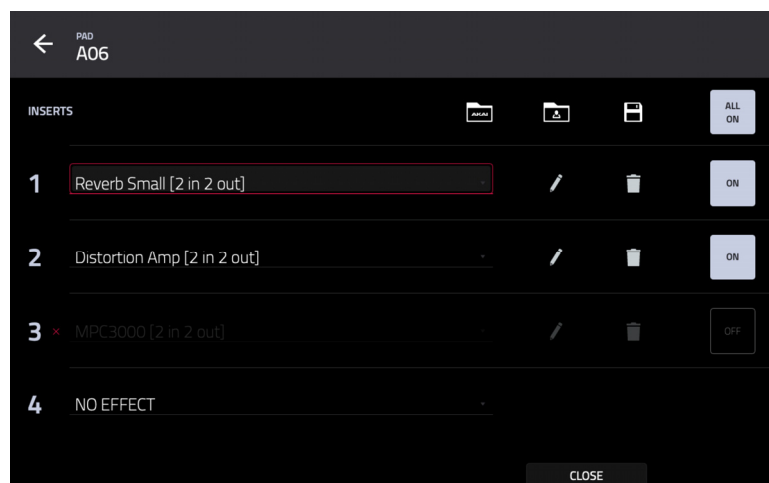 PAD
A06
INSERTS
AKAI
ALL
ON
1 Reverb Small [2 in 2 out] ON
2 Distortion Amp [2 in 2 out] ON
3 × MPC3000 [2 in 2 out] OFF
4 NO EFFECT
CLOSE